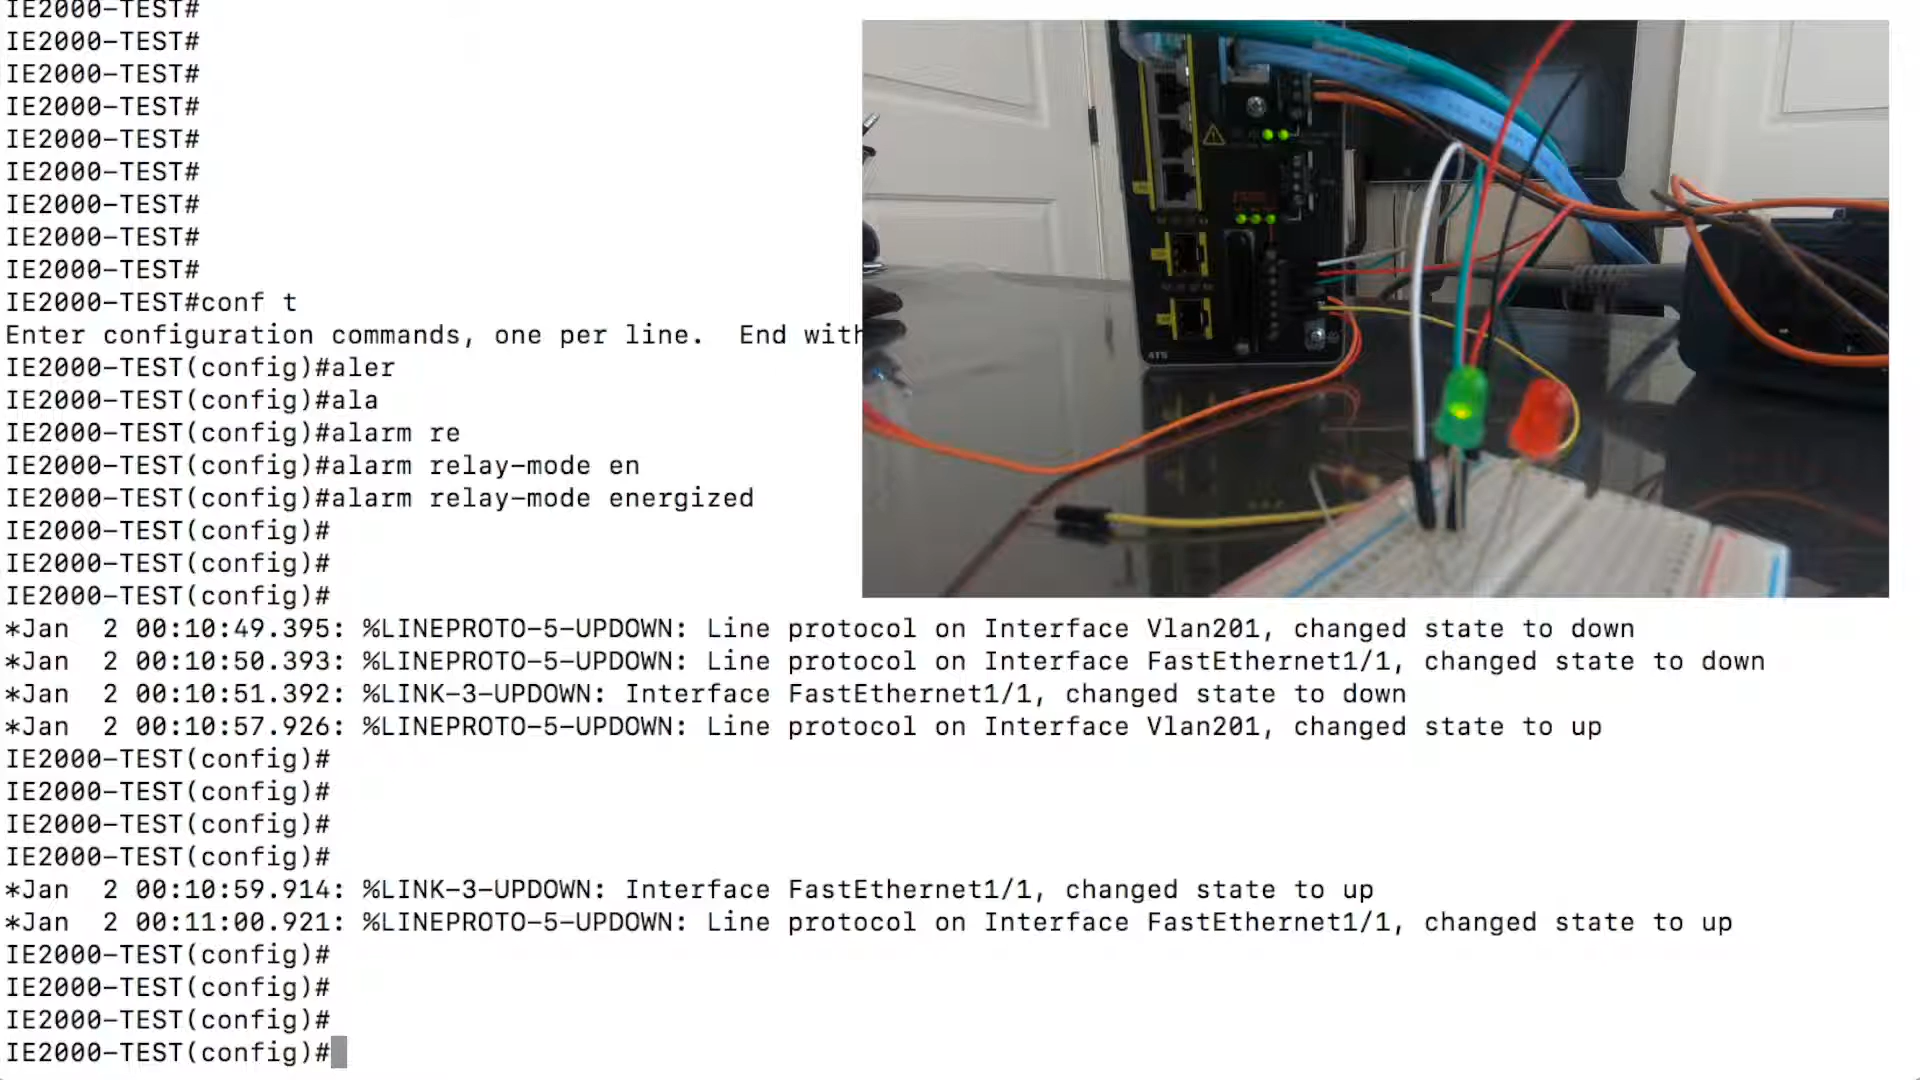 IE2000-TEST#
IE2000-TEST#
IE2000-TEST#
IE2000-TEST#
IE2000-TEST#
IE2000-TEST#
IE2000-TEST#
IE2000-TEST#
IE2000-TEST#
IE2000-TEST#conf t
Enter configuration commands, one per line.  End with
IE2000-TEST(config)#aler
IE2000-TEST(config)#ala
IE2000-TEST(config)#alarm re
IE2000-TEST(config)#alarm relay-mode en
IE2000-TEST(config)#alarm relay-mode energized
IE2000-TEST(config)#
IE2000-TEST(config)#
IE2000-TEST(config)#
*Jan  2 00:10:49.395: %LINEPROTO-5-UPDOWN: Line protocol on Interface Vlan201, changed state to down
*Jan  2 00:10:50.393: %LINEPROTO-5-UPDOWN: Line protocol on Interface FastEthernet1/1, changed state to down
*Jan  2 00:10:51.392: %LINK-3-UPDOWN: Interface FastEthernet1/1, changed state to down
*Jan  2 00:10:57.926: %LINEPROTO-5-UPDOWN: Line protocol on Interface Vlan201, changed state to up
IE2000-TEST(config)#
IE2000-TEST(config)#
IE2000-TEST(config)#
IE2000-TEST(config)#
*Jan  2 00:10:59.914: %LINK-3-UPDOWN: Interface FastEthernet1/1, changed state to up
*Jan  2 00:11:00.921: %LINEPROTO-5-UPDOWN: Line protocol on Interface FastEthernet1/1, changed state to up
IE2000-TEST(config)#
IE2000-TEST(config)#
IE2000-TEST(config)#
IE2000-TEST(config)#